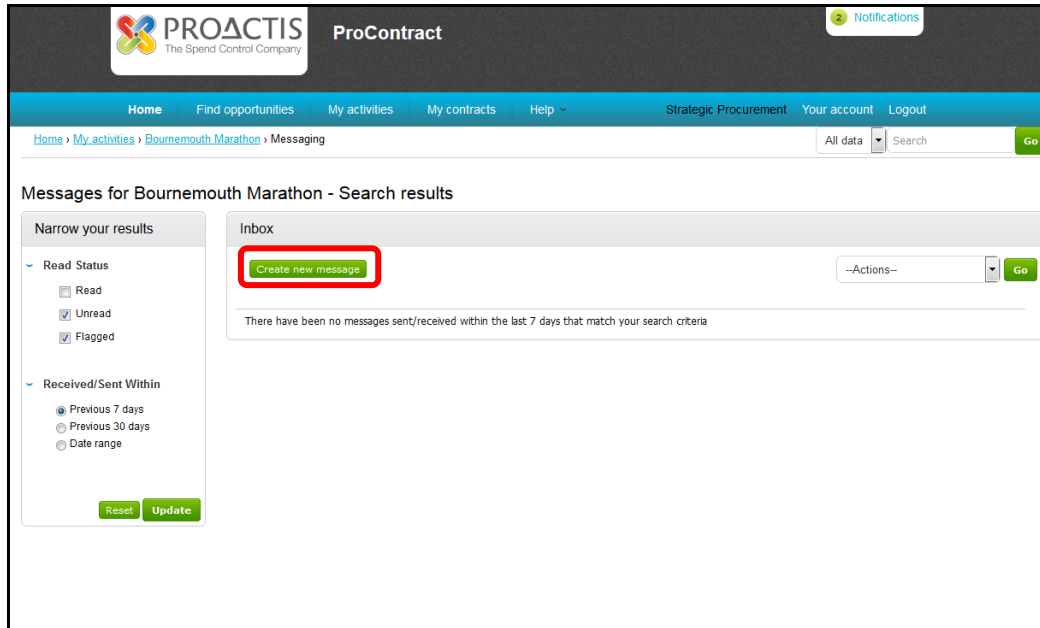 PROACTIS
The Spend Control Company
ProContract
2 Notifications
Home Find opportunities My activities My contracts Help Strategic Procurement Your account Logout
Home › My activities › Bournemouth Marathon › Messaging
All data Search Go
Messages for Bournemouth Marathon - Search results
Narrow your results
Read Status
Read
Unread
Flagged
Received/Sent Within
Previous 7 days
Previous 30 days
Date range
Reset Update
Inbox
Create new message
--Actions-- Go
There have been no messages sent/received within the last 7 days that match your search criteria